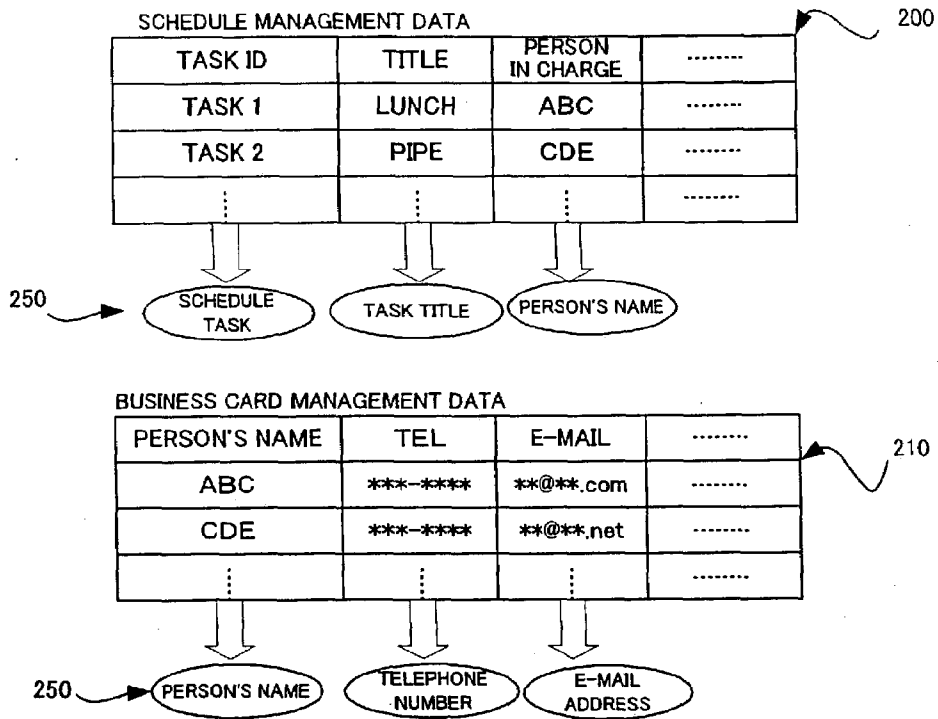 SCHEDULE MANAGEMENT DATA
200
TASK ID TITLE PERSON IN CHARGE ········
TASK 1 LUNCH ABC ········
TASK 2 PIPE CDE ········
⋮ ⋮ ⋮ ········
250
SCHEDULE TASK
TASK TITLE
PERSON'S NAME
BUSINESS CARD MANAGEMENT DATA
PERSON'S NAME TEL E-MAIL ········
210
ABC ***-**** **@**.com ········
CDE ***-**** **@**.net ········
⋮ ⋮ ⋮ ········
250
PERSON'S NAME
TELEPHONE NUMBER
E-MAIL ADDRESS